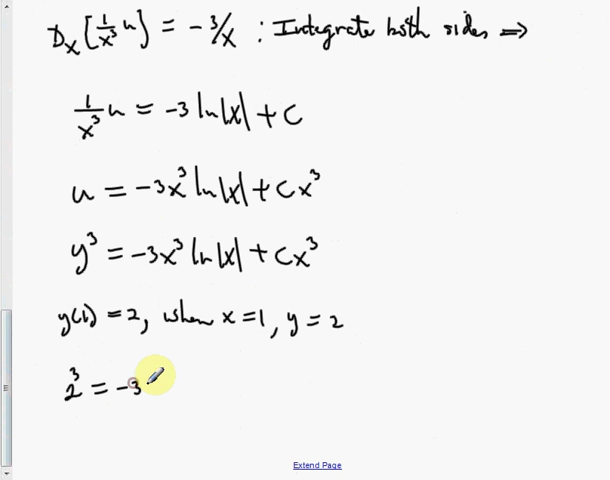 Dx[1/x³ u] = -3/x : Integrate both sides ⇒
1/x³ u = -3 ln|x| + C
u = -3x³ ln|x| + Cx³
y³ = -3x³ ln|x| + Cx³
y(1) = 2, when x = 1, y = 2
2³ = -3
Extend Page